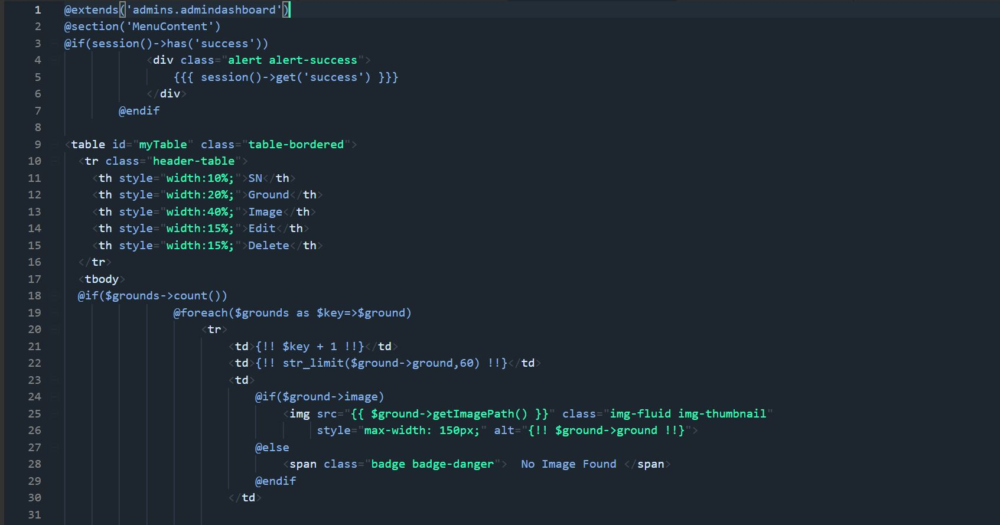 1 @extends('admins.admindashboard')
2 @section('MenuContent')
3 @if(session()->has('success'))
4 <div class="alert alert-success">
5 {{{ session()->get('success') }}}
6 </div>
7 @endif
8
9 <table id="myTable" class="table-bordered">
10 <tr class="header-table">
11 <th style="width:10%;">SN</th>
12 <th style="width:20%;">Ground</th>
13 <th style="width:40%;">Image</th>
14 <th style="width:15%;">Edit</th>
15 <th style="width:15%;">Delete</th>
16 </tr>
17 <tbody>
18 @if($grounds->count())
19 @foreach($grounds as $key=>$ground)
20 <tr>
21 <td>{!! $key + 1 !!}</td>
22 <td>{!! str_limit($ground->ground,60) !!}</td>
23 <td>
24 @if($ground->image)
25 <img src="{{ $ground->getImagePath() }}" class="img-fluid img-thumbnail"
26 style="max-width: 150px;" alt="{!! $ground->ground !!}">
27 @else
28 <span class="badge badge-danger">  No Image Found </span>
29 @endif
30 </td>
31